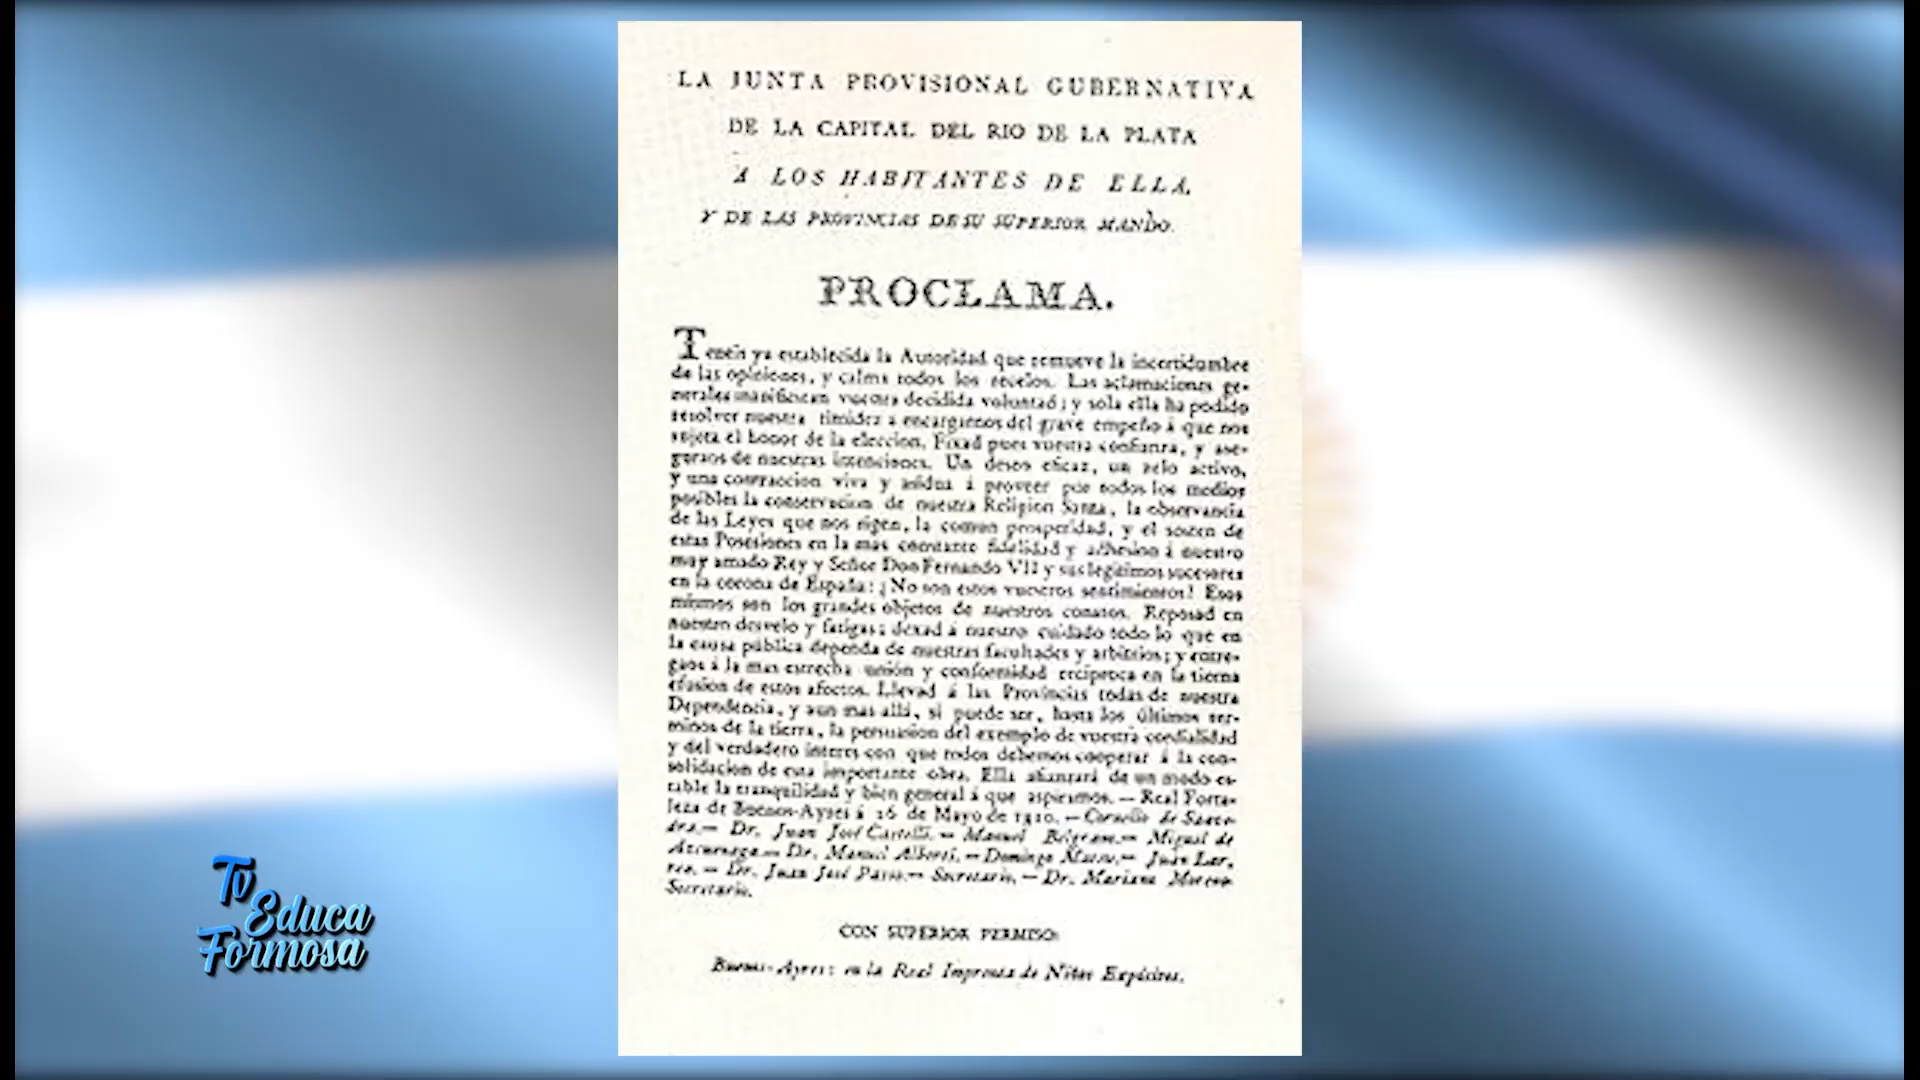 LA JUNTA PROVISIONAL GUBERNATIVA
DE LA CAPITAL DEL RIO DE LA PLATA
A LOS HABITANTES DE ELLA,
Y DE LAS PROVINCIAS DE SU SUPERIOR MANDO.
PROCLAMA.
Teneis ya establecida la Autoridad que remueve la incertidumbre
de las opiniones, y calma todos los recelos. Las aclamaciones ge-
nerales manifiestan vuestra decidida voluntad; y sola ella ha podido
resolver nuestra timidez a encargarnos del grave empeño á que nos
sujeta el honor de la eleccion. Fixad pues vuestra confianza, y ase-
guraos de nuestras intenciones. Un deseo eficaz, un zelo activo,
y una contraccion viva y asidua á proveer por todos los medios
posibles la conservacion de nuestra Religion Santa, la observancia
de las Leyes que nos rigen, la comun prosperidad, y el sosten de
estas Posesiones en la mas constante fidelidad y adhesion á nuestro
muy amado Rey y Señor Don Fernando VII y sus legitimos sucesores
en la corona de España: ¿No son estos vuestros sentimientos? Esos
mismos son los grandes objetos de nuestros conatos. Reposad en
nuestro desvelo y fatigas; dexad á nuestro cuidado todo lo que en
la causa pública dependa de nuestras facultades y arbitrios; y entre-
gaos á la mas estrecha unión y conformidad reciproca en la tierna
efusion de estos afectos. Llevad á las Provincias todas de nuestra
Dependencia, y aun mas allá, si puede ser, hasta los últimos ter-
minos de la tierra, la persuasion del exemplo de vuestra cordialidad
y del verdadero interes con que todos debemos cooperar á la con-
solidacion de esta importante obra. Ella afianzará de un modo es-
table la tranquilidad y bien general á que aspiramos. — Real Forta-
leza de Buenos-Ayres á 26 de Mayo de 1810. — Cornelio de Saave-
dra. — Dr. Juan José Castelli. — Manuel Belgrano. — Miguel de
Azcuenaga. — Dr. Manuel Alberti. — Domingo Mateu. — Juan Lar-
rea. — Dr. Juan José Passo. — Secretario. — Dr. Mariano Moreno
Secretario.
CON SUPERIOR PERMISO:
Buenos-Ayres: en la Real Imprenta de Niños Expósitos.
Tv
Educa
Formosa